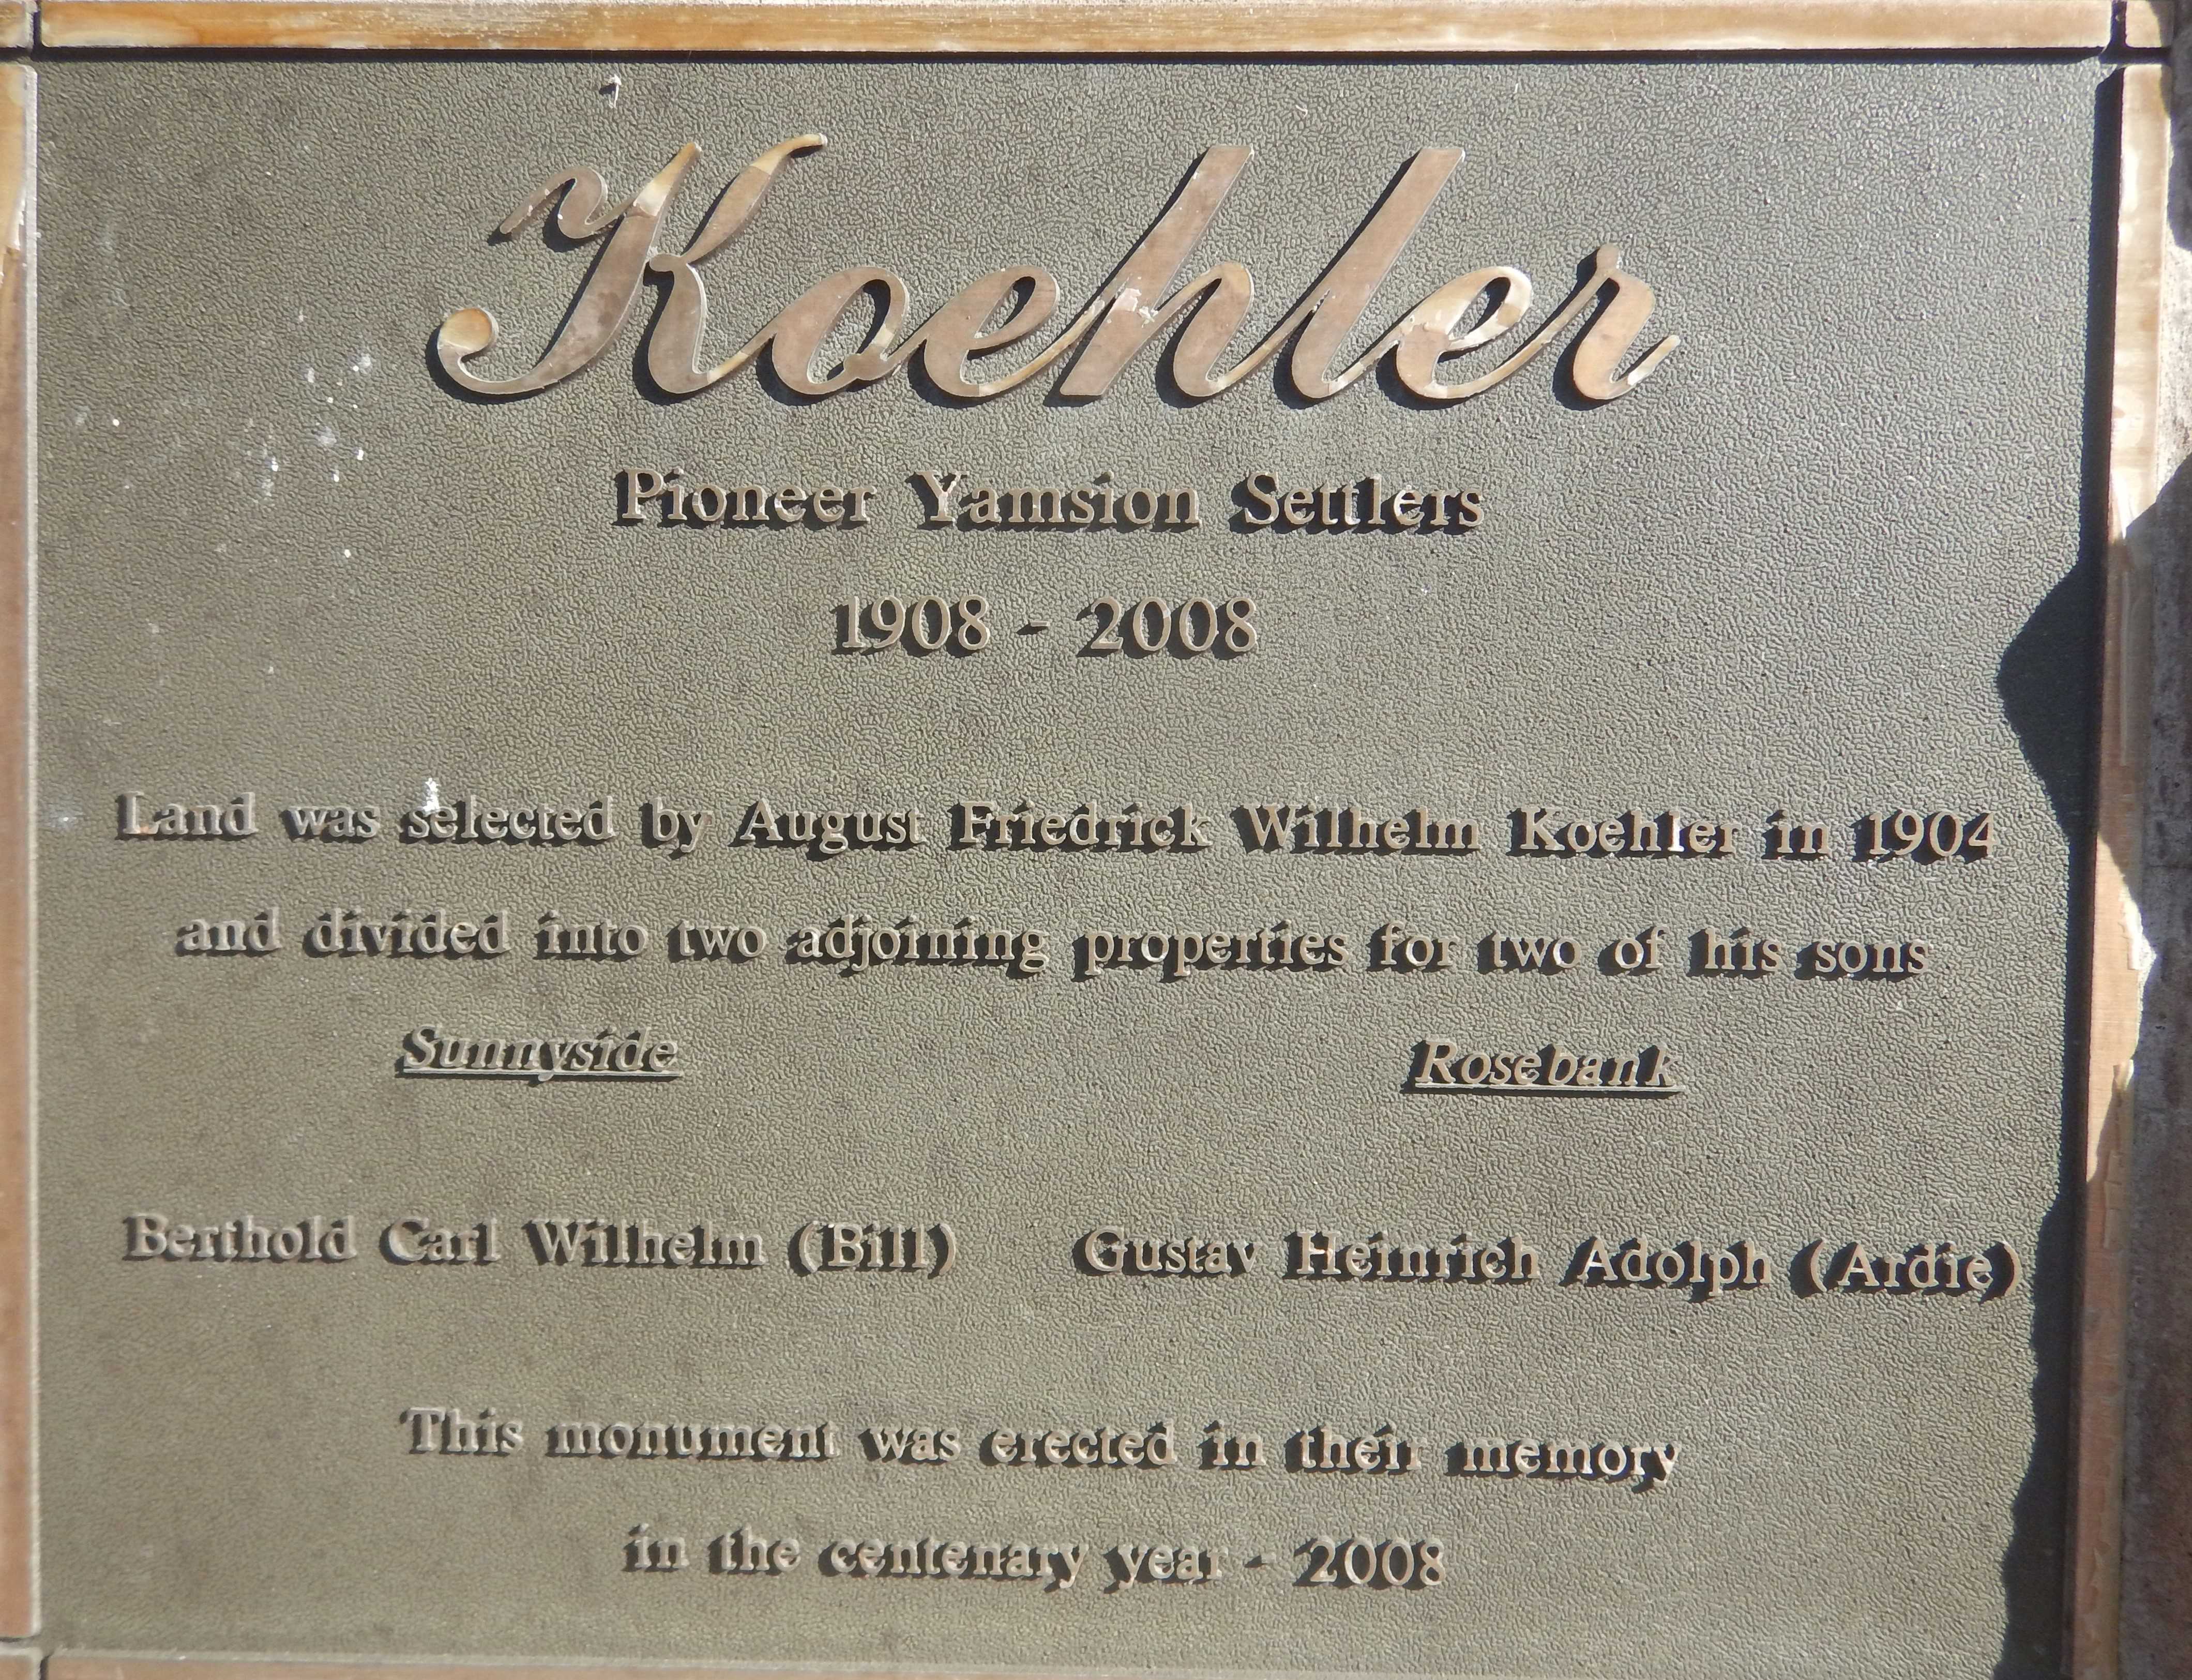 Koehler
Pioneer Yamsion Settlers
1908 - 2008
Land was selected by August Friedrick Wilhelm Koehler in 1904
and divided into two adjoining properties for two of his sons
Sunnyside Rosebank
Berthold Carl Wilhelm (Bill) Gustav Heinrich Adolph (Ardie)
This monument was erected in their memory
in the centenary year - 2008